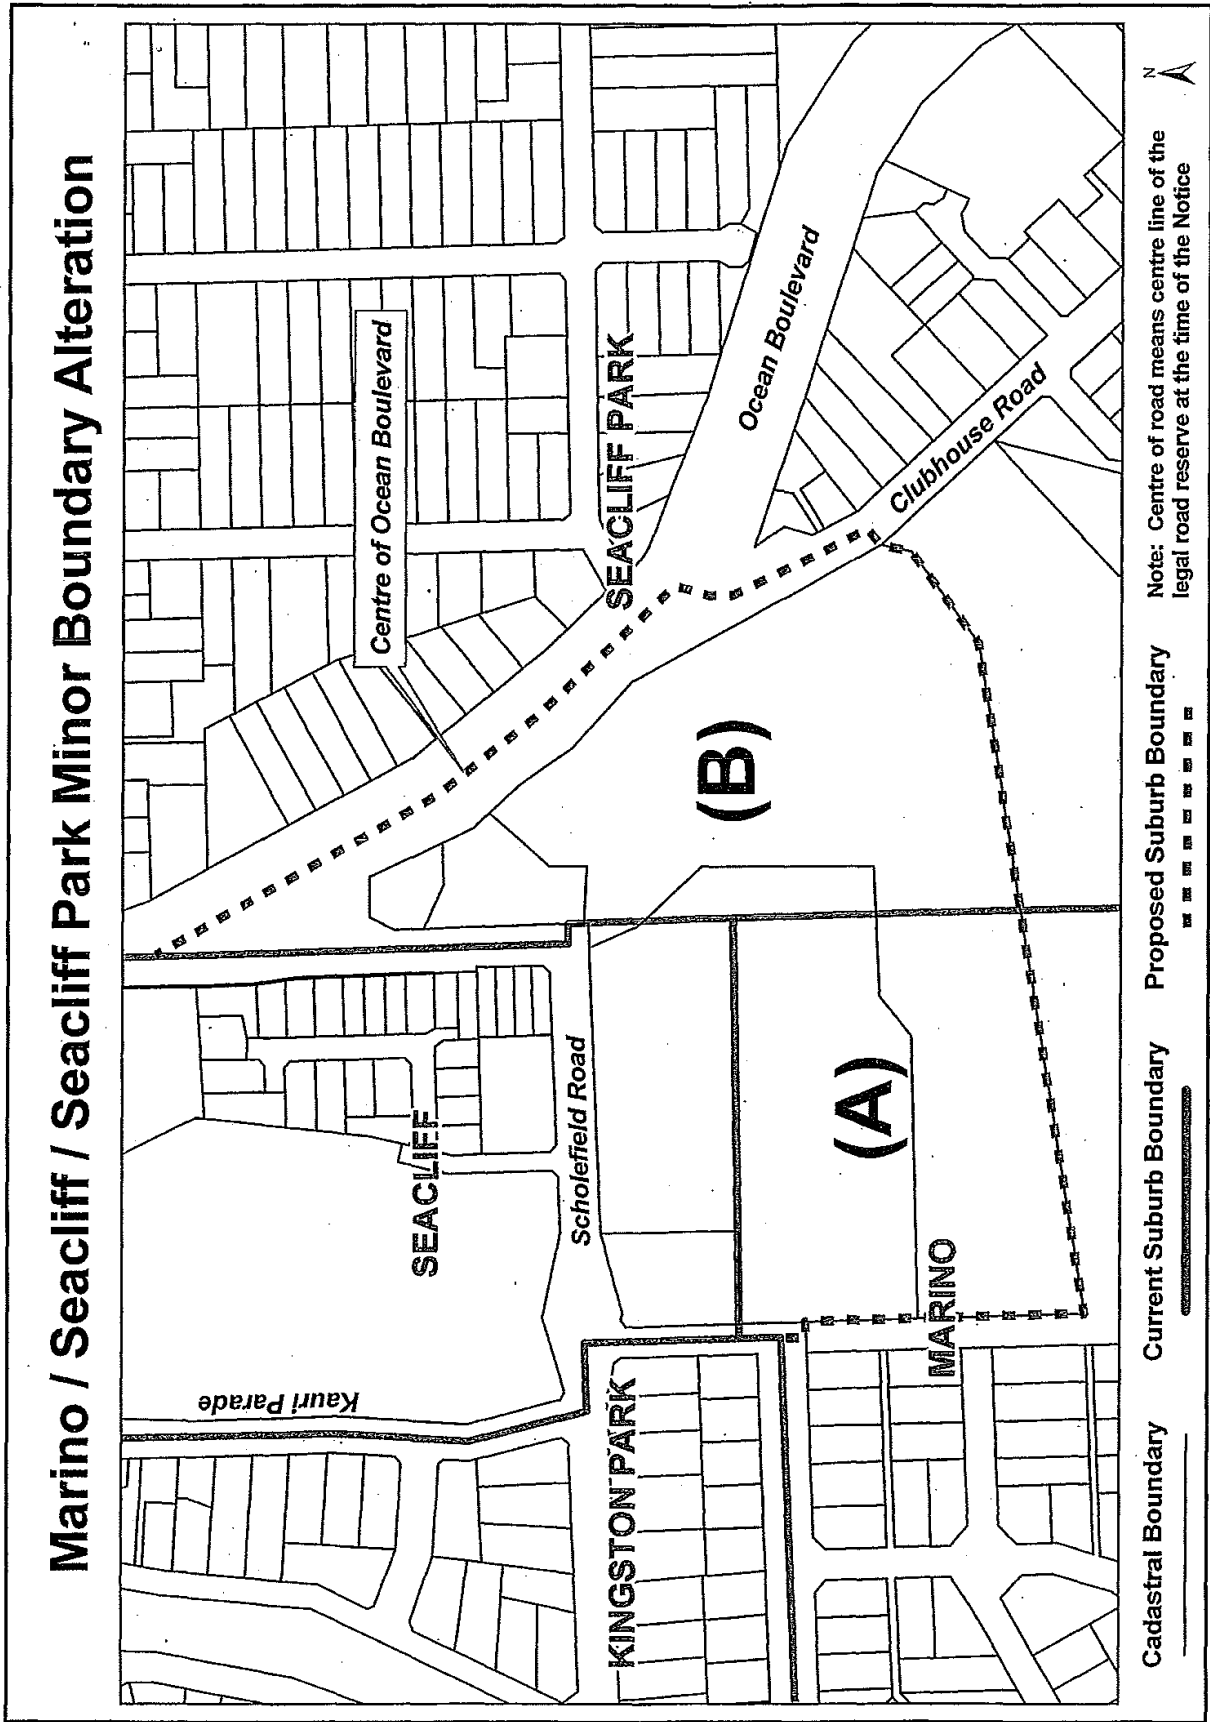 Marino / Seacliff / Seacliff Park Minor Boundary Alteration
Kauri Parade
Centre of Ocean Boulevard
SEACLIFF
Scholefield Road
SEACLIFF PARK
KINGSTON PARK
(B)
Ocean Boulevard
(A)
MARINO
Clubhouse Road
Cadastral Boundary
Current Suburb Boundary
Proposed Suburb Boundary
Note: Centre of road means centre line of the
legal road reserve at the time of the Notice
N